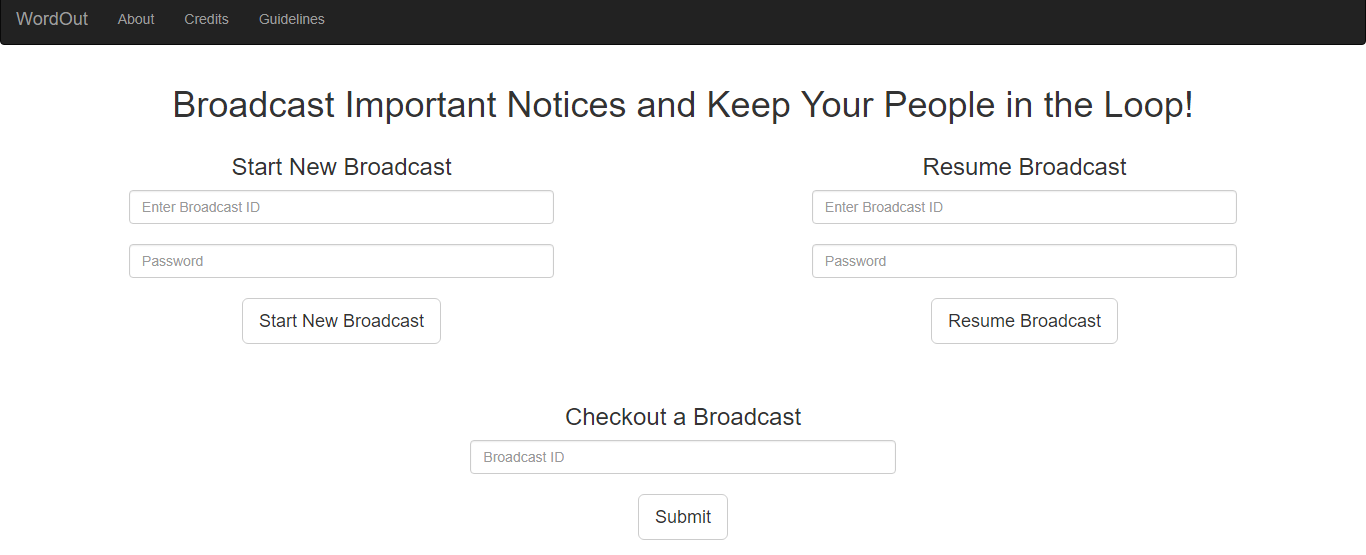 WordOut About Credits Guidelines
Broadcast Important Notices and Keep Your People in the Loop!
Start New Broadcast
Enter Broadcast ID
Password
Start New Broadcast
Resume Broadcast
Enter Broadcast ID
Password
Resume Broadcast
Checkout a Broadcast
Broadcast ID
Submit